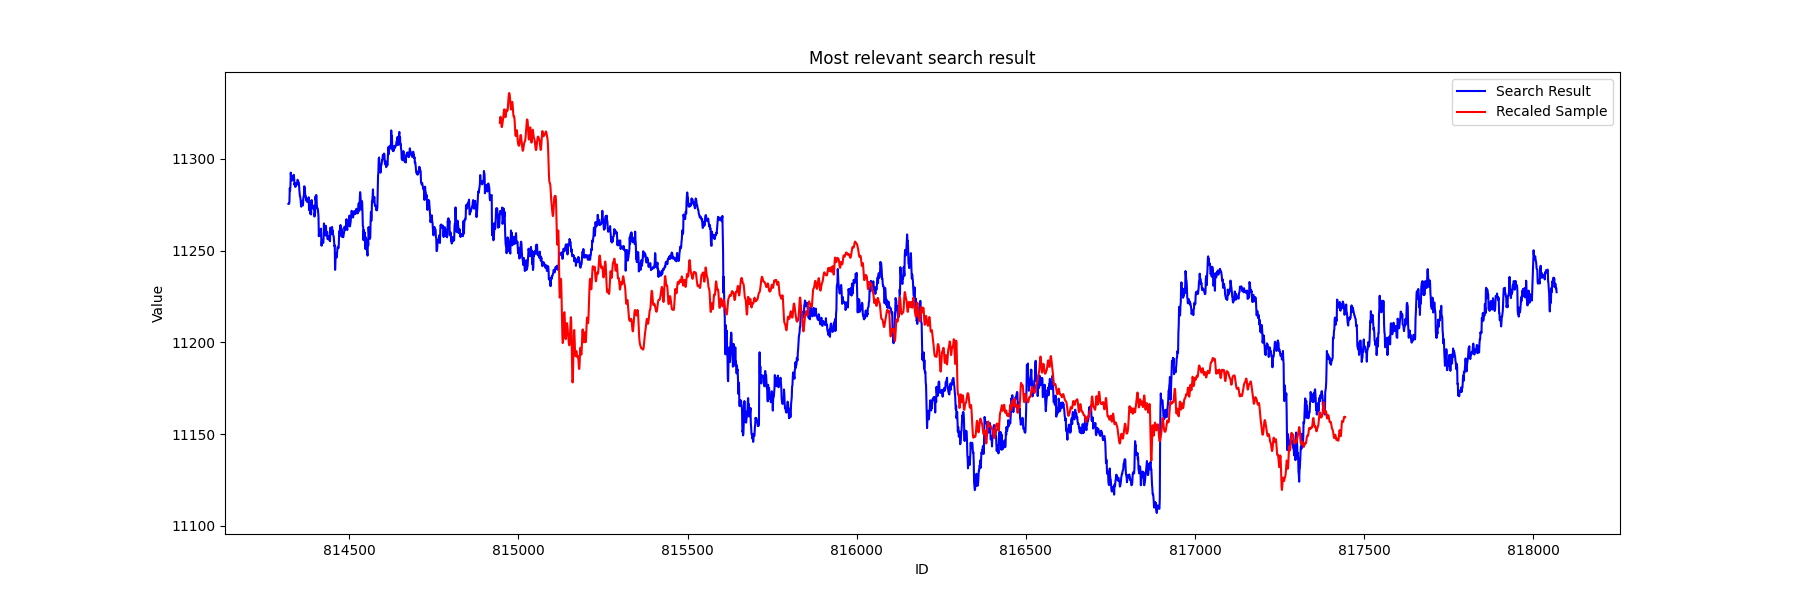 Most relevant search result
Search Result
Recaled Sample
Value
11300
11250
11200
11150
11100
814500 815000 815500 816000 816500 817000 817500 818000
ID